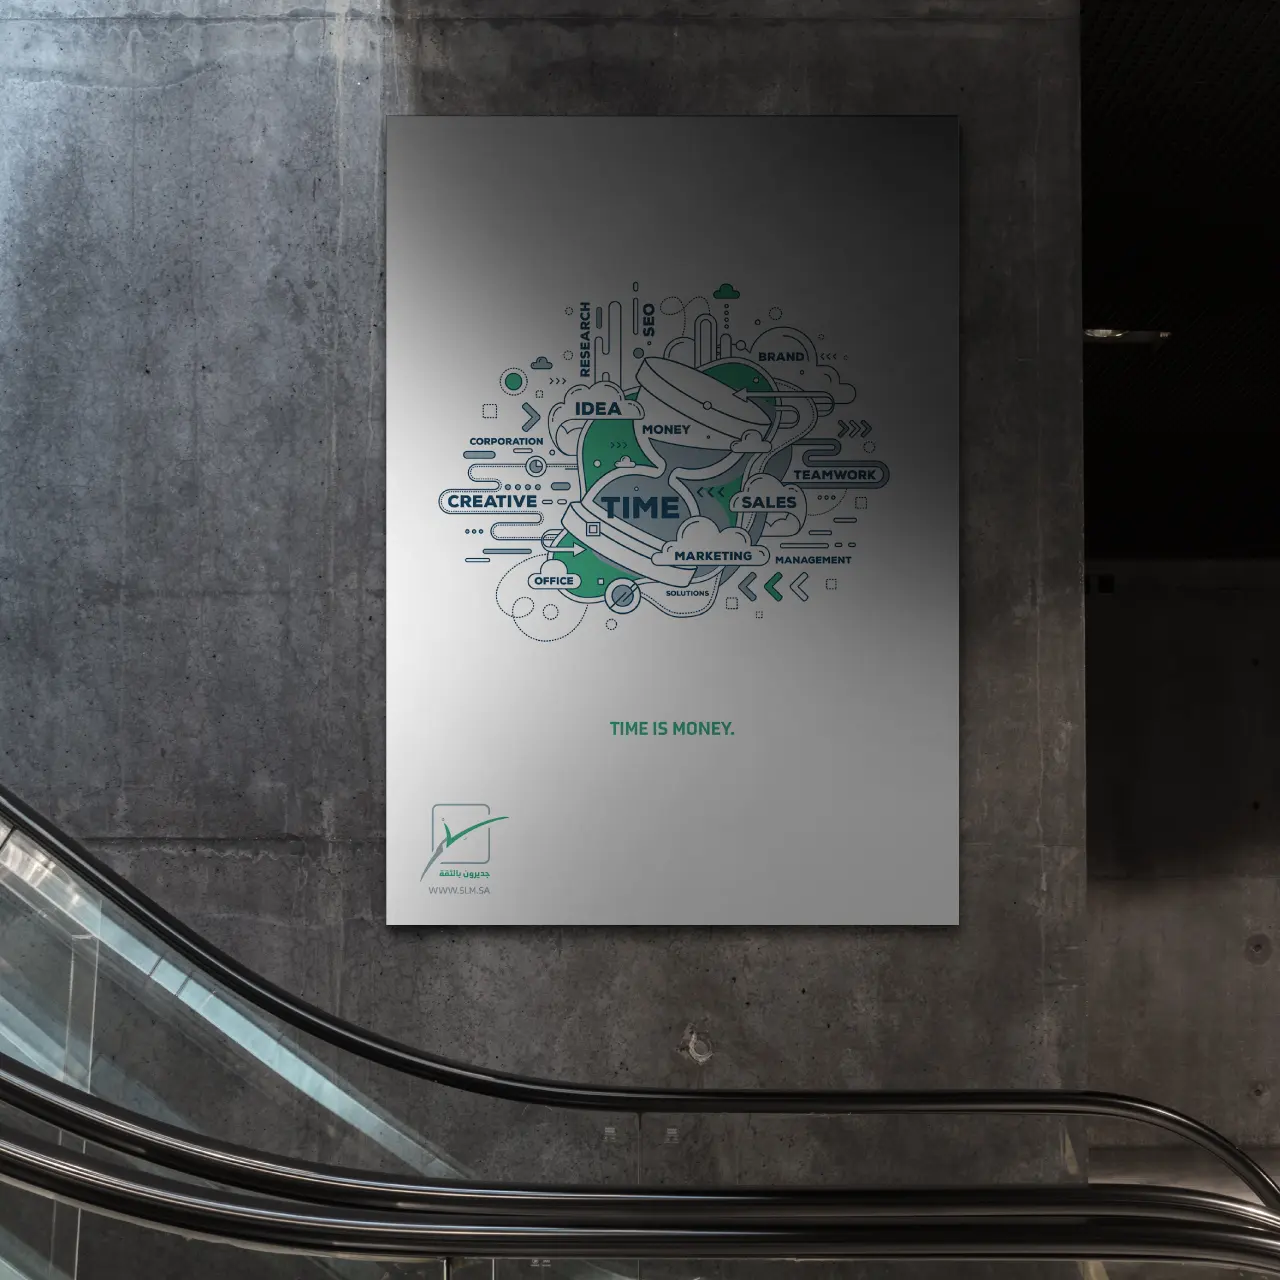 RESEARCH
SEO
BRAND
IDEA
MONEY
CORPORATION
TEAMWORK
CREATIVE
TIME
SALES
MARKETING
MANAGEMENT
OFFICE
SOLUTIONS
TIME IS MONEY.
جديرون بالثقة
WWW.SLM.SA